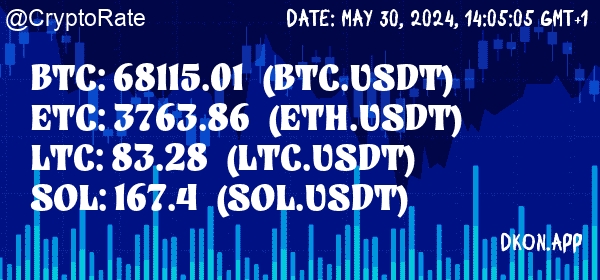 @CryptoRate
DATE: MAY 30, 2024, 14:05:05 GMT+1
BTC: 68115.01 (BTC.USDT)
ETC: 3763.86 (ETH.USDT)
LTC: 83.28 (LTC.USDT)
SOL: 167.4 (SOL.USDT)
DKON.APP